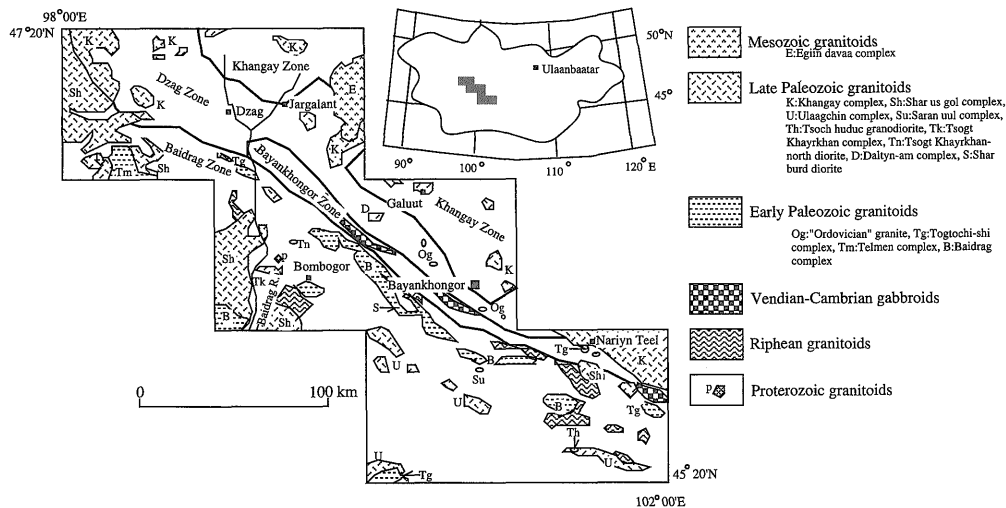 98°00'E
47°20'N
K
K
K
Khangay Zone
Dzag Zone
Sh
E
K
Dzag
Jargalant
K
Baidrag Zone
Tg
Tm
Sh
Bayankhongor Zone
D
Galuut
Khangay Zone
Sh
Tn
p
Og
Bombogor
B
K
Tk
Baidrag R.
Bayankhongor
S
Og
B
Sh
Nariyn Teel
Tg
K
U
B
Su
Sh
U
B
Tg
Th
U
U
Tg
45°20'N
102°00'E
0
100 km
50°N
Ulaanbaatar
45°
90°
100°
110°
120°E
Mesozoic granitoids
E:Egiin davaa complex
Late Paleozoic granitoids
K:Khangay complex, Sh:Shar us gol complex,
U:Ulaagchin complex, Su:Saran uul complex,
Th:Tsoch huduc granodiorite, Tk:Tsogt
Khayrkhan complex, Tn:Tsogt Khayrkhan-
north diorite, D:Daltyn-am complex, S:Shar
burd diorite
Early Paleozoic granitoids
Og:"Ordovician" granite, Tg:Togtochi-shi
complex, Tm:Telmen complex, B:Baidrag
complex
Vendian-Cambrian gabbroids
Riphean granitoids
p
Proterozoic granitoids